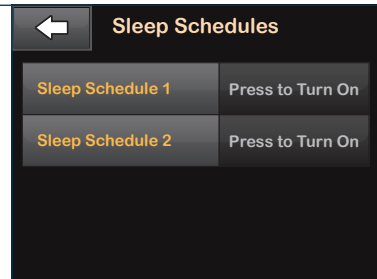 Sleep Schedules
Sleep Schedule 1 Press to Turn On
Sleep Schedule 2 Press to Turn On